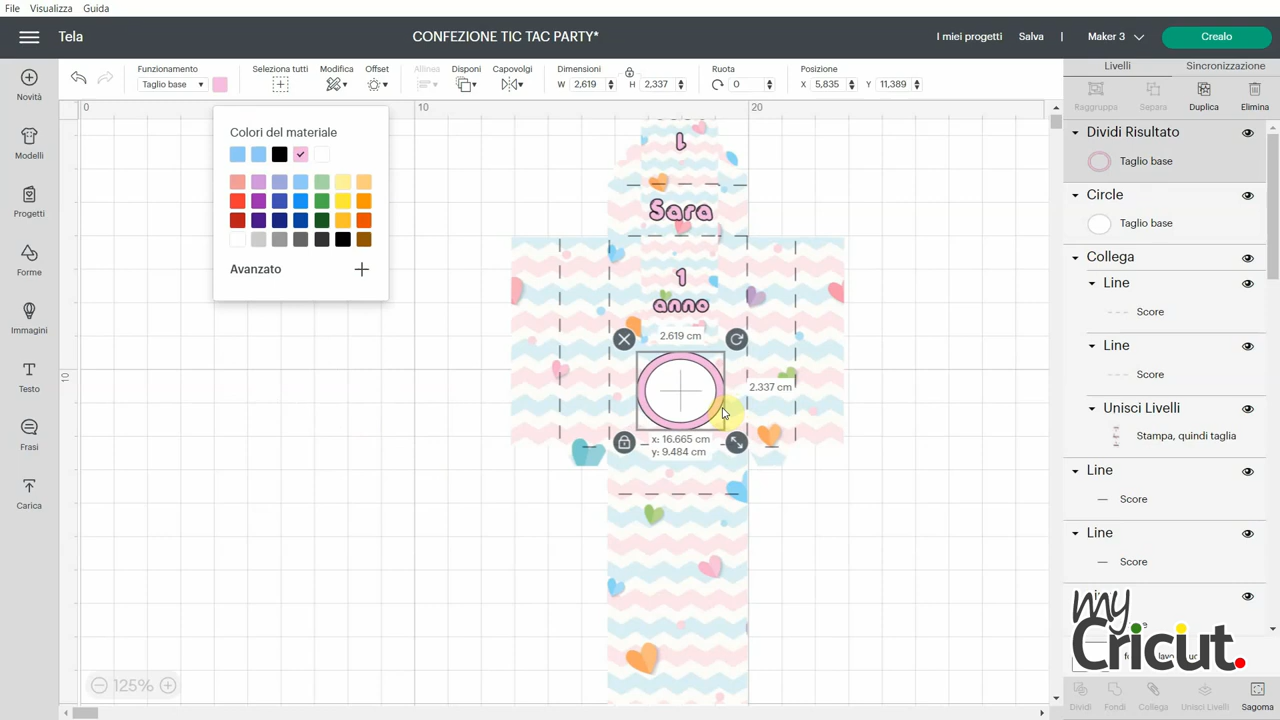 File Visualizza Guida
Tela
CONFEZIONE TIC TAC PARTY*
I miei progetti Salva | Maker 3 Crealo
Funzionamento
Taglio base
Seleziona tutti
Modifica
Offset
Allinea
Disponi
Capovolgi
Dimensioni
W 2,619 H 2,337
Ruota
0
Posizione
X 5,835 Y 11,389
Livelli Sincronizzazione
Raggruppa Separa Duplica Elimina
Novità
Modelli
Progetti
Forme
Immagini
Testo
Frasi
Carica
0 10 20
10
Colori del materiale
Avanzato
1
Sara
1
anno
2.619 cm
2.337 cm
x: 16.665 cm
y: 9.484 cm
125%
Dividi Risultato
Taglio base
Circle
Taglio base
Collega
Line
Score
Line
Score
Unisci Livelli
Stampa, quindi taglia
Line
Score
Line
Score
my
Cricut.
Dividi Fondi Collega Unisci Livelli Sagoma